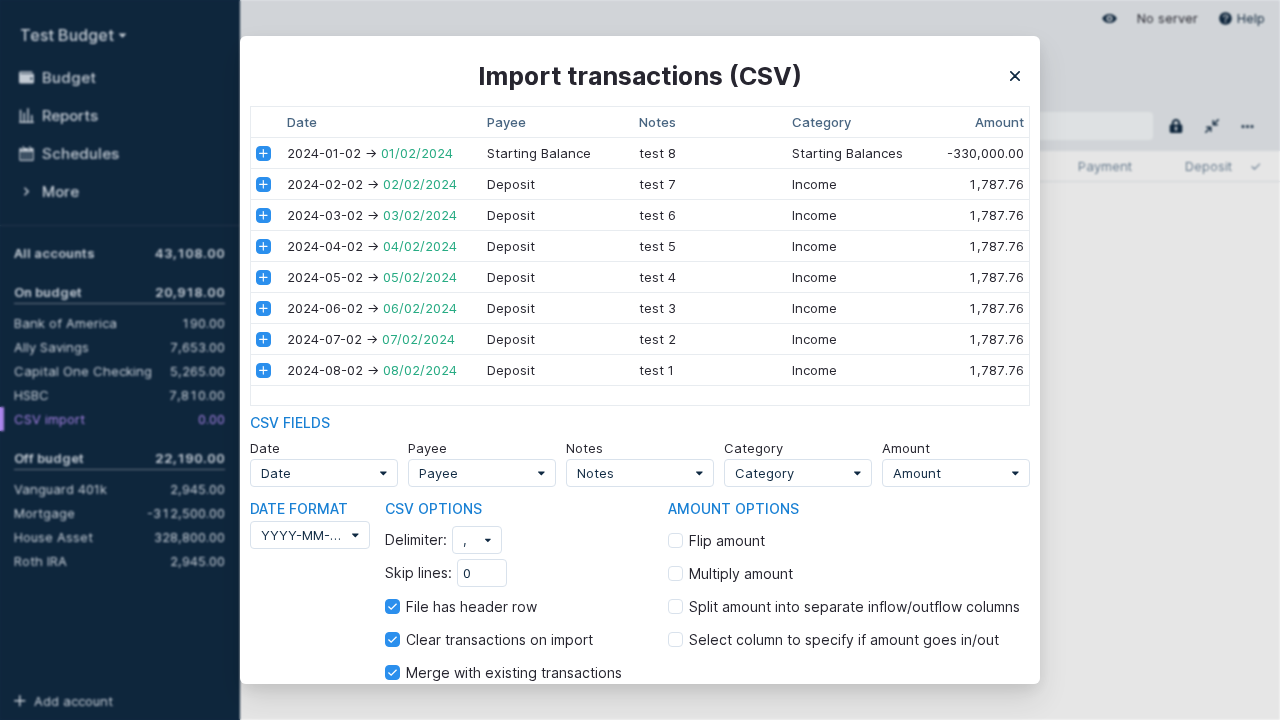 Test Budget
Budget
Reports
Schedules
More
All accounts 43,108.00
On budget 20,918.00
Bank of America 190.00
Ally Savings 7,653.00
Capital One Checking 5,265.00
HSBC 7,810.00
CSV import 0.00
Off budget 22,190.00
Vanguard 401k 2,945.00
Mortgage -312,500.00
House Asset 328,800.00
Roth IRA 2,945.00
Add account
No server Help
Payment Deposit
Import transactions (CSV)
Date Payee Notes Category Amount
2024-01-02 → 01/02/2024 Starting Balance test 8 Starting Balances -330,000.00
2024-02-02 → 02/02/2024 Deposit test 7 Income 1,787.76
2024-03-02 → 03/02/2024 Deposit test 6 Income 1,787.76
2024-04-02 → 04/02/2024 Deposit test 5 Income 1,787.76
2024-05-02 → 05/02/2024 Deposit test 4 Income 1,787.76
2024-06-02 → 06/02/2024 Deposit test 3 Income 1,787.76
2024-07-02 → 07/02/2024 Deposit test 2 Income 1,787.76
2024-08-02 → 08/02/2024 Deposit test 1 Income 1,787.76
CSV FIELDS
Date Payee Notes Category Amount
Date Payee Notes Category Amount
DATE FORMAT
YYYY-MM-...
CSV OPTIONS
Delimiter: ,
Skip lines: 0
File has header row
Clear transactions on import
Merge with existing transactions
AMOUNT OPTIONS
Flip amount
Multiply amount
Split amount into separate inflow/outflow columns
Select column to specify if amount goes in/out